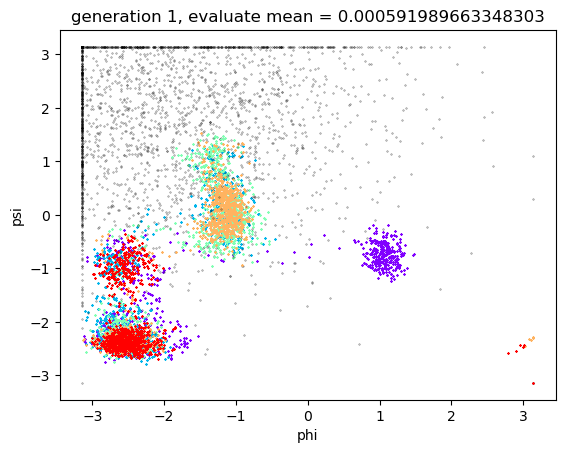 generation 1, evaluate mean = 0.000591989663348303
3
2
1
0
−1
−2
−3
psi
−3 −2 −1 0 1 2 3
phi